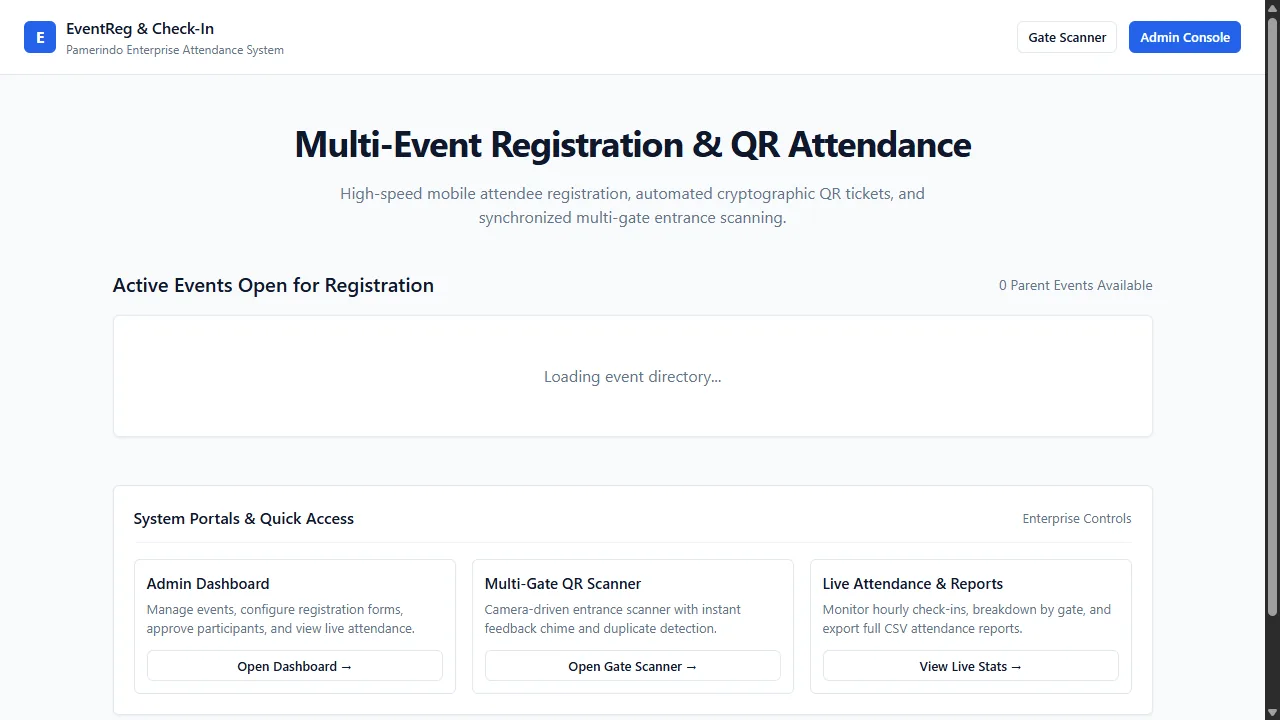 E
EventReg & Check-In
Pamerindo Enterprise Attendance System
Gate Scanner
Admin Console
Multi-Event Registration & QR Attendance
High-speed mobile attendee registration, automated cryptographic QR tickets, and
synchronized multi-gate entrance scanning.
Active Events Open for Registration
0 Parent Events Available
Loading event directory...
System Portals & Quick Access
Enterprise Controls
Admin Dashboard
Manage events, configure registration forms,
approve participants, and view live attendance.
Open Dashboard →
Multi-Gate QR Scanner
Camera-driven entrance scanner with instant
feedback chime and duplicate detection.
Open Gate Scanner →
Live Attendance & Reports
Monitor hourly check-ins, breakdown by gate, and
export full CSV attendance reports.
View Live Stats →